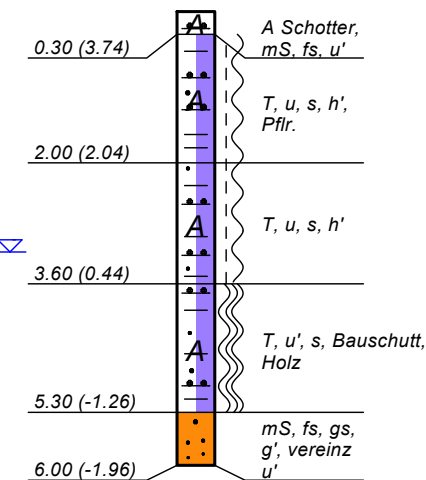 A
A Schotter,
mS, fs, u'
0.30 (3.74)
A
T, u, s, h',
Pflr.
2.00 (2.04)
A
T, u, s, h'
3.60 (0.44)
A
T, u', s, Bauschutt,
Holz
5.30 (-1.26)
mS, fs, gs,
g', vereinz
u'
6.00 (-1.96)